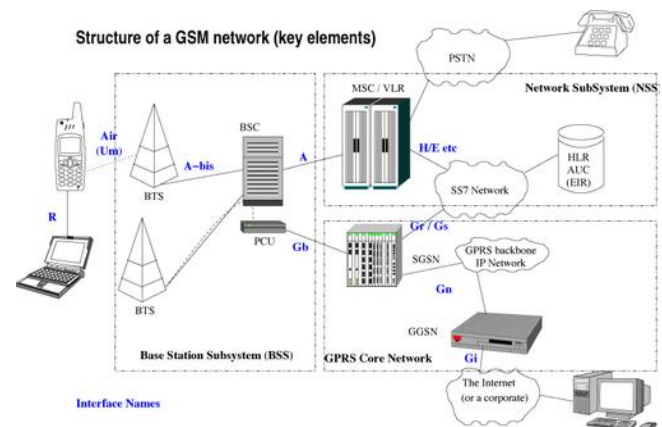 Structure of a GSM network (key elements)
PSTN
MSC / VLR
Network SubSystem (NSS)
BSC
Air
(Um)
A-bis
A
H/E etc
HLR
AUC
(EIR)
BTS
SS7 Network
R
PCU
Gb
Gr / Gs
SGSN
GPRS backbone
IP Network
Gn
BTS
GGSN
Base Station Subsystem (BSS)
GPRS Core Network
Gi
The Internet
(or a corporate)
Interface Names